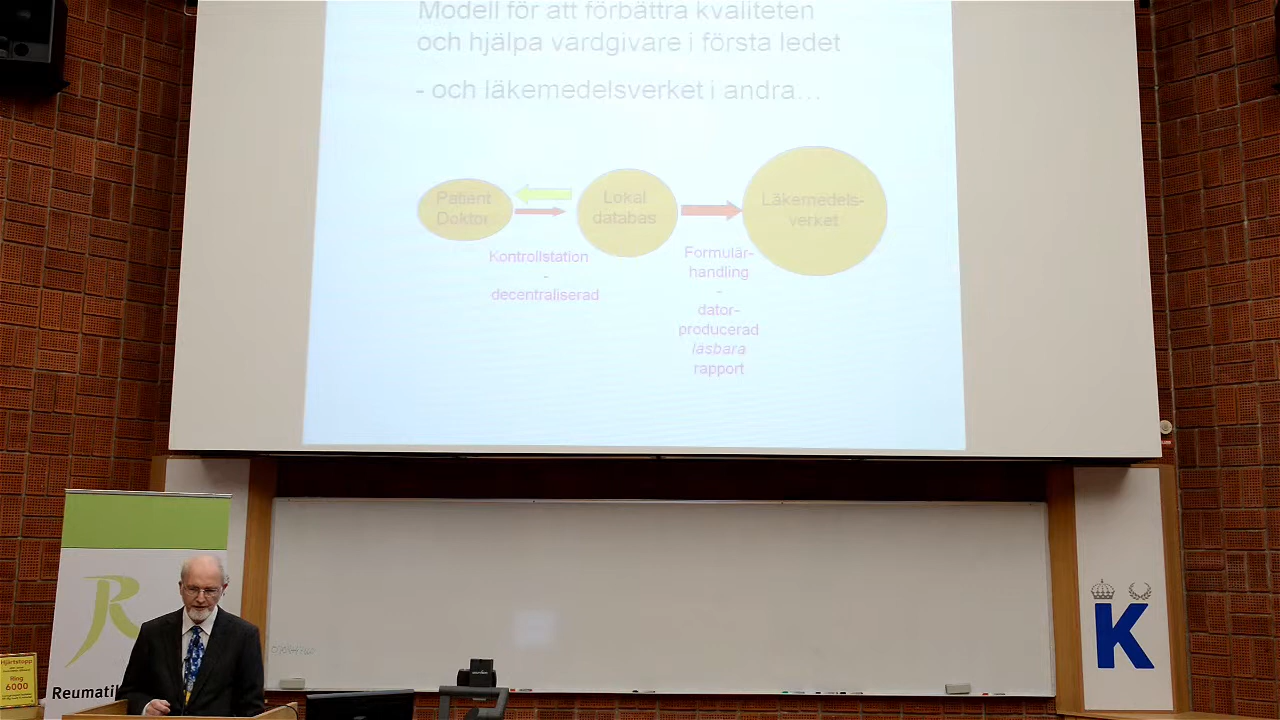 Modell för att förbättra kvaliteten
och hjälpa vårdgivare i första ledet
- och läkemedelsverket i andra...
Patient
Doktor
Lokal
databas
Läkemedels-
verket
Kontrollstation
-
decentraliserad
Formulär-
handling
-
dator-
producerad
läsbara
rapport
R
Reumatik
Hjärtstopp
Ring
6000
K